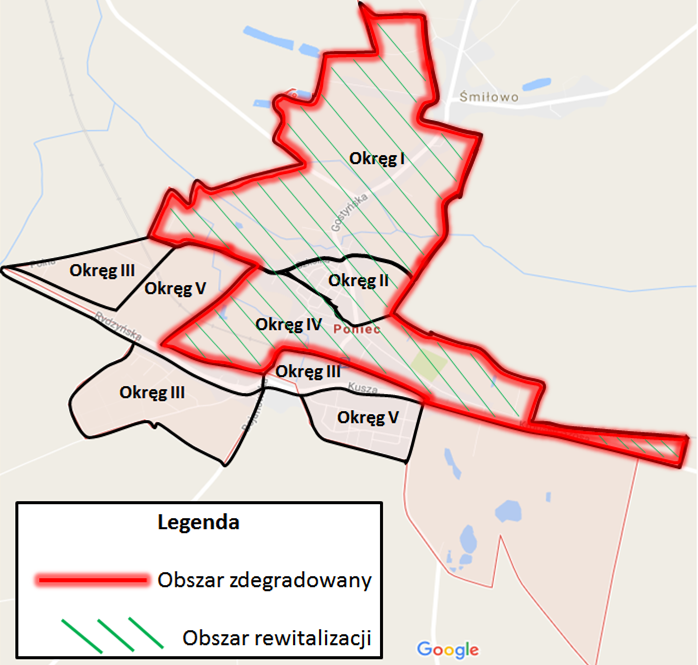 Śmiłowo
Okręg I
Gostyńska
Okręg III
Okręg II
Okręg V
Rydzyńska
Okręg IV
Poniec
Okręg III
Okręg III
Kusza
Okręg V
Legenda
Obszar zdegradowany
Obszar rewitalizacji
Google